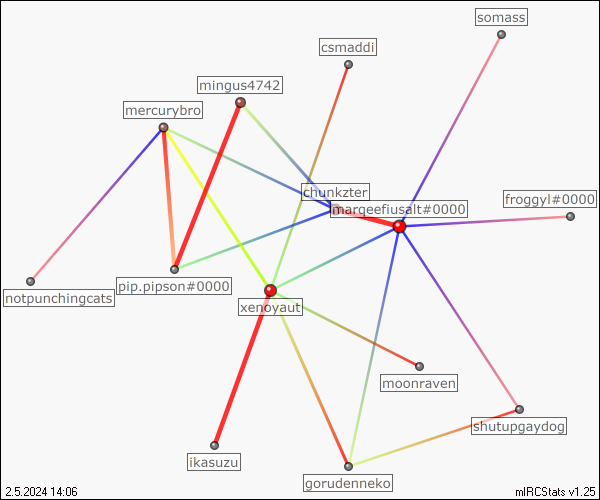 somass
csmaddi
mingus4742
mercurybro
chunkzter
froggyl#0000
marqeefiusalt#0000
notpunchingcats
pip.pipson#0000
xenoyaut
moonraven
shutupgaydog
ikasuzu
gorudenneko
2.5.2024 14:06
mIRCStats v1.25